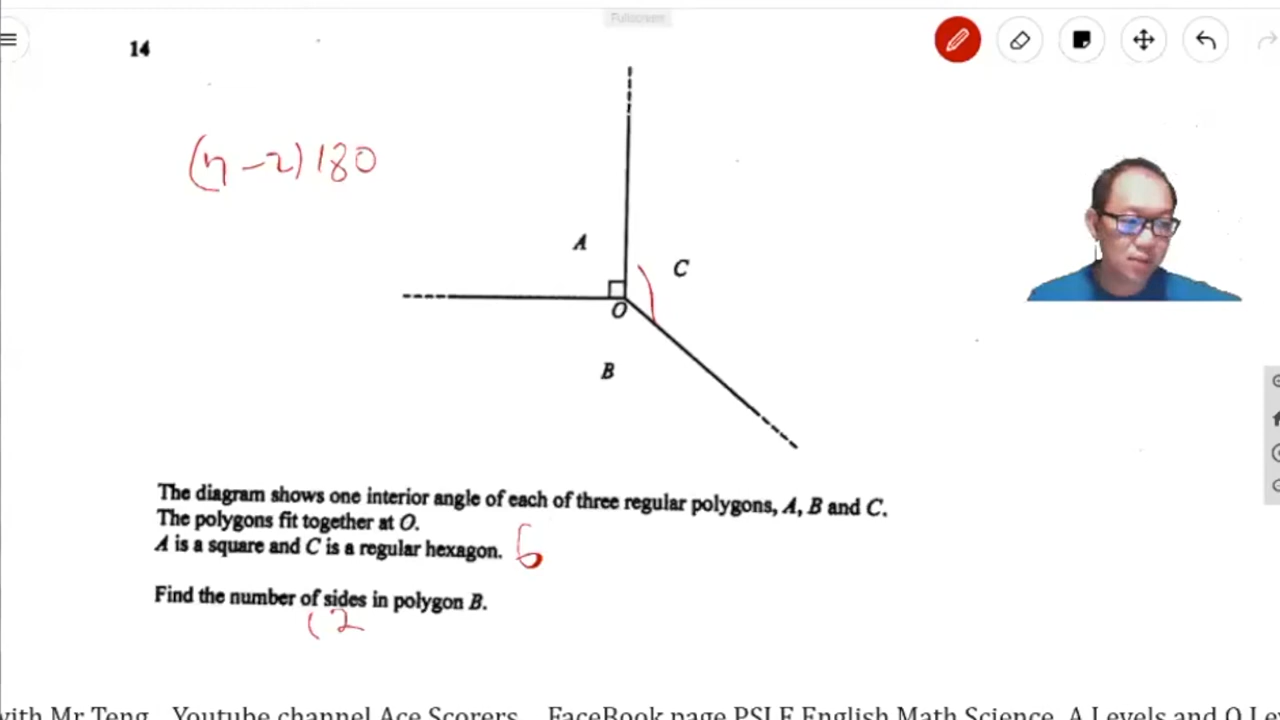 Fullscreen
14
(n-2)180
A
C
O
B
The diagram shows one interior angle of each of three regular polygons, A, B and C.
The polygons fit together at O.
A is a square and C is a regular hexagon. 6
Find the number of sides in polygon B.
12
with Mr Teng Youtube channel Ace Scorers FaceBook page PSLE English Math Science A Levels and O Le